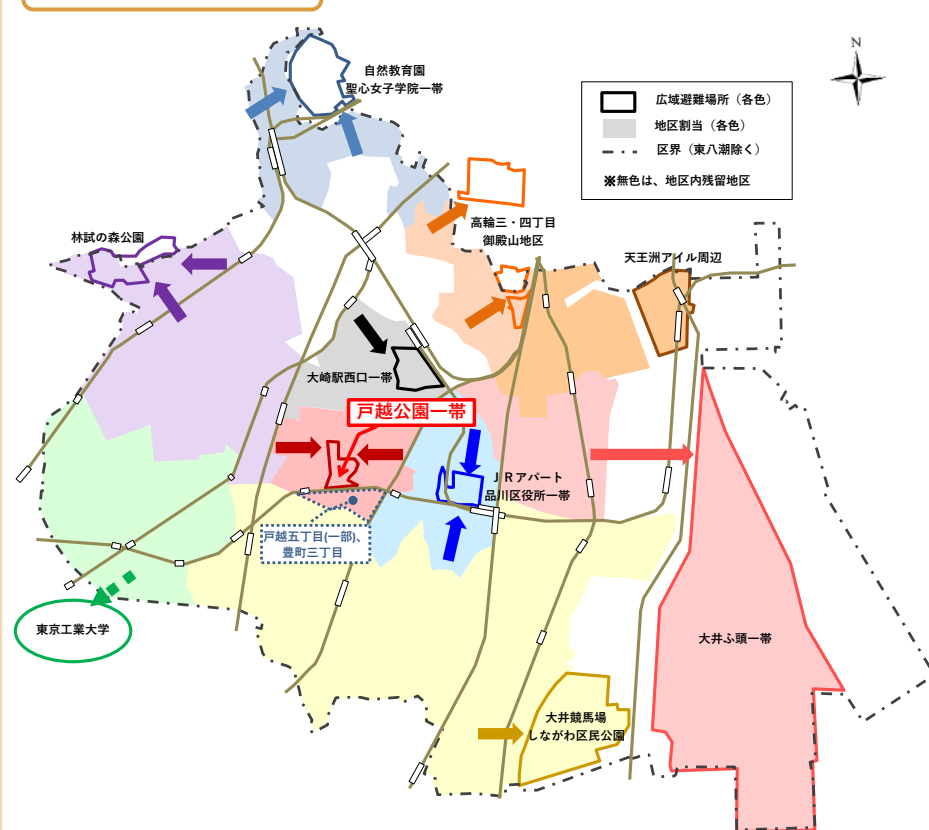 自然教育園
聖心女子学院一帯
N
広域避難場所（各色）
地区割当（各色）
区界（東八潮除く）
※無色は、地区内残留地区
高輪三・四丁目
御殿山地区
林試の森公園
天王洲アイル周辺
大崎駅西口一帯
戸越公園一帯
ＪＲアパート
品川区役所一帯
戸越五丁目(一部)、
豊町三丁目
東京工業大学
大井ふ頭一帯
大井競馬場
しながわ区民公園